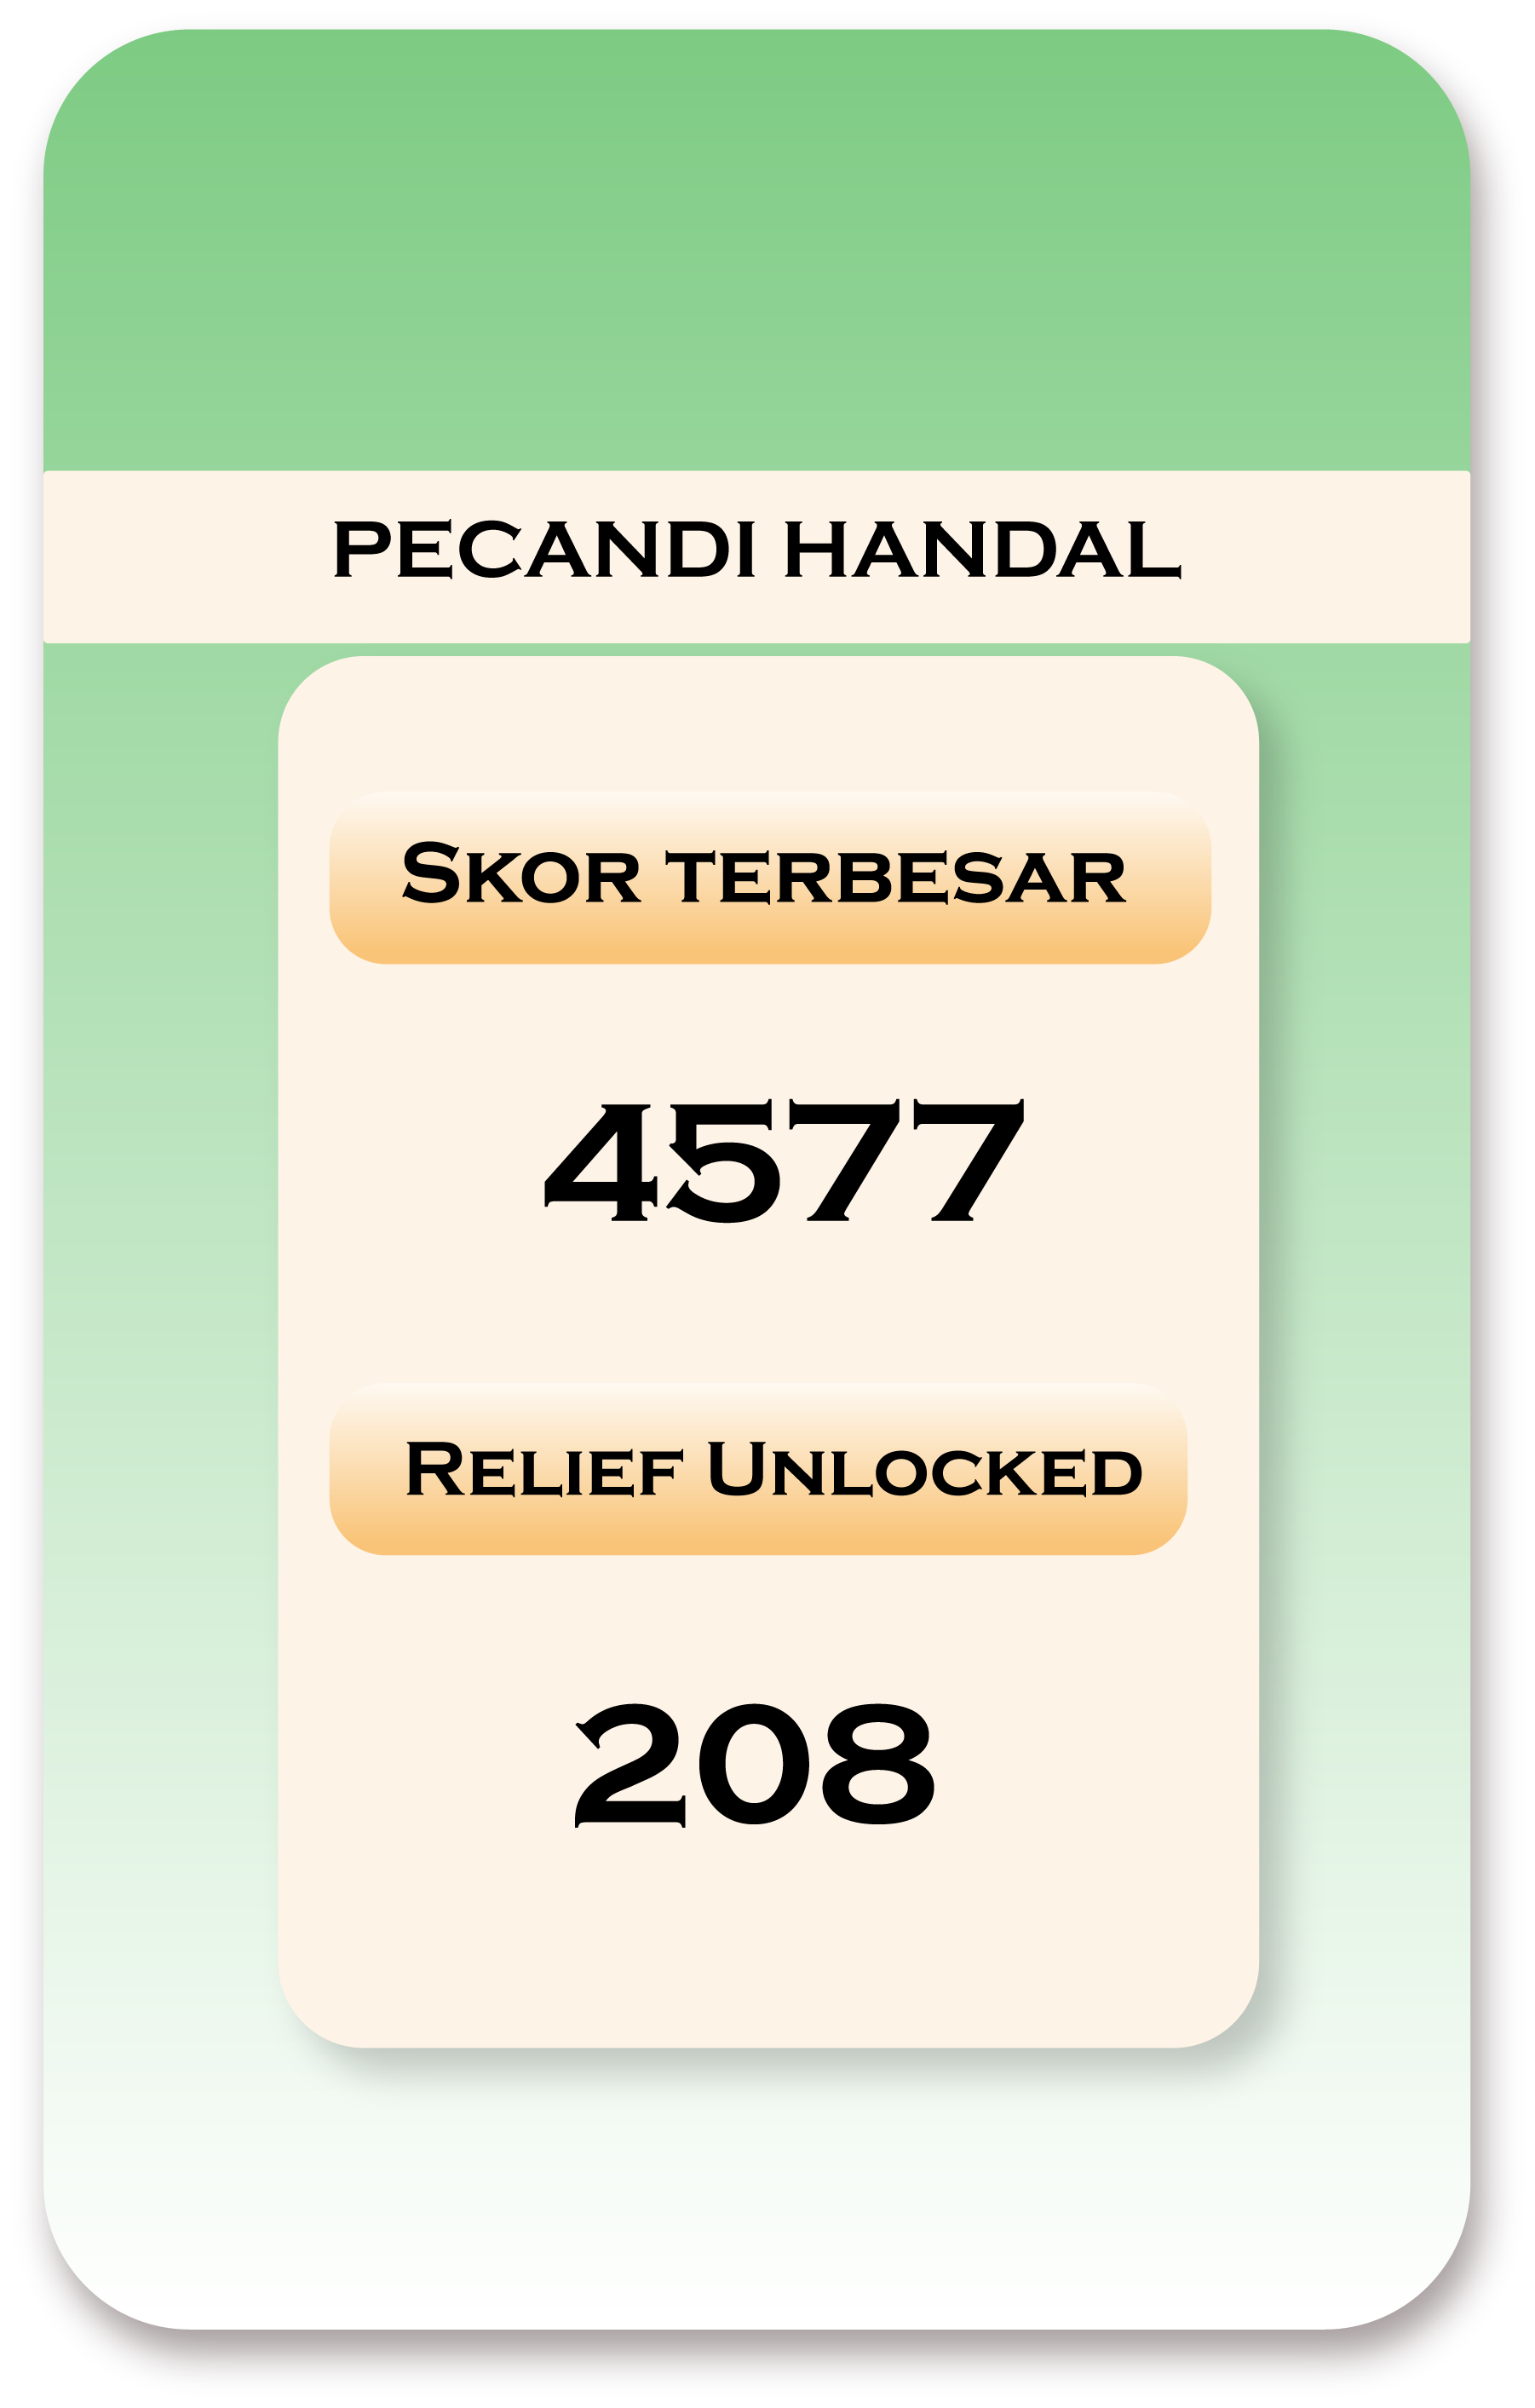 PECANDI HANDAL
Skor terbesar
4577
Relief Unlocked
208